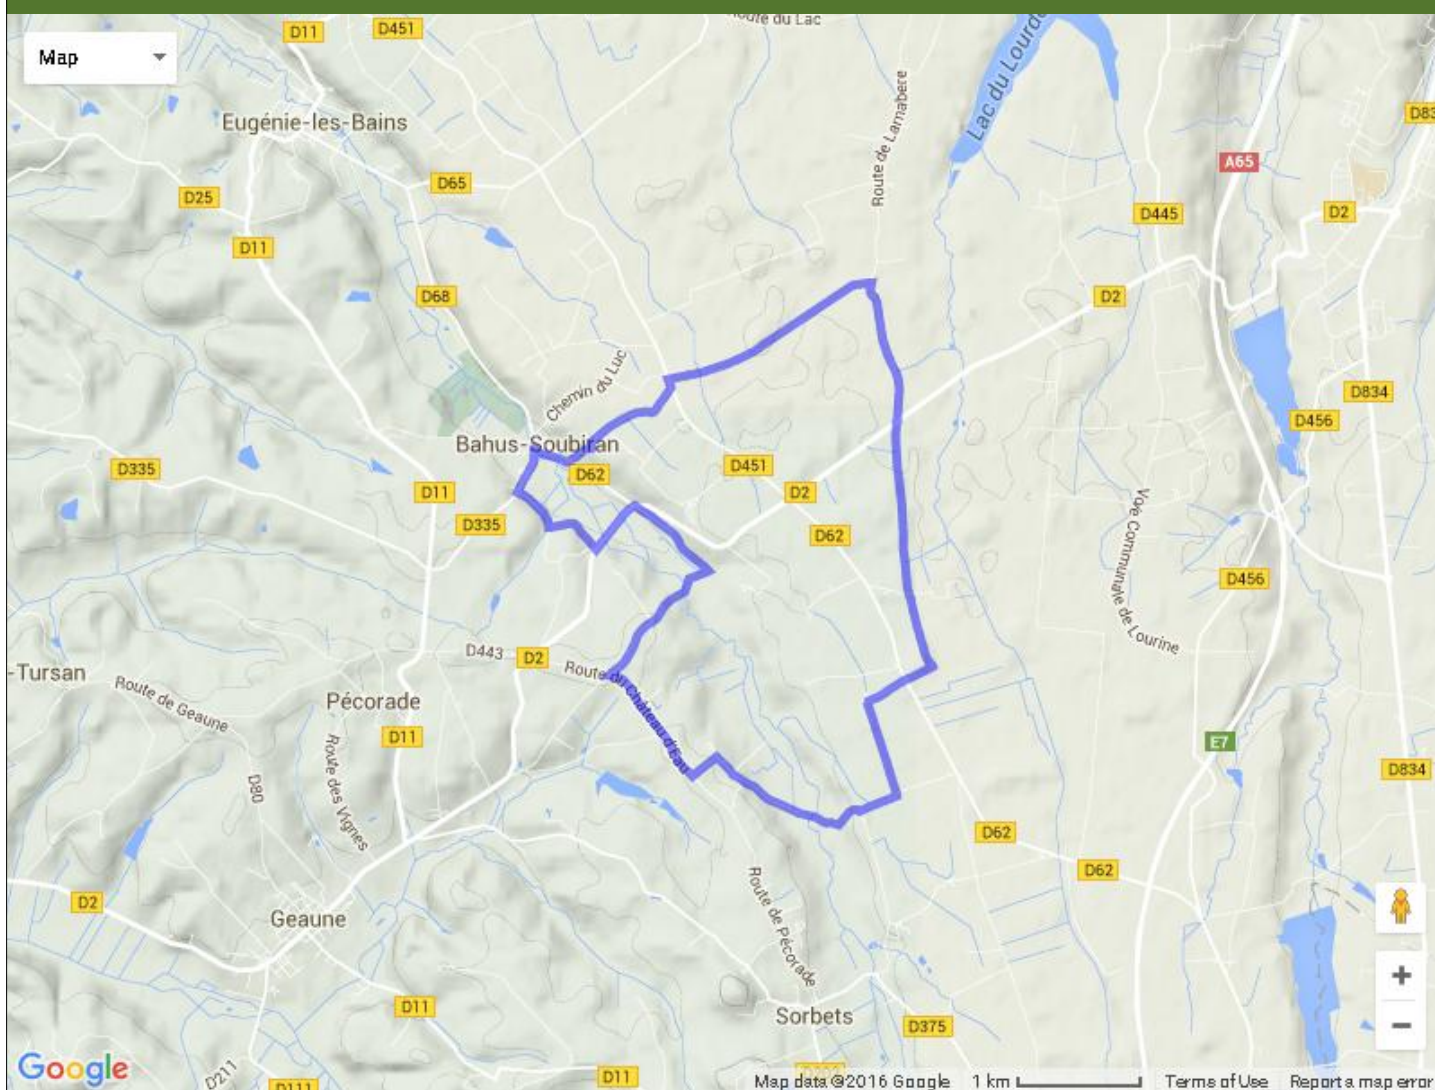 Route du Lac
D11
D451
Map
Lac du Lourde
Route de Lamabere
Eugénie-les-Bains
D83
A65
D65
D25
D445
D2
D11
D68
D2
Chemin du Luc
D834
D456
Bahus-Soubiran
D335
D62
D451
D11
D2
D335
D62
Voie Communale de Lourine
D456
D443
D2
Route du Château d'Eau
-Tursan
Route de Geaune
Pécorade
D11
E7
Route des Vignes
D80
D834
D62
D62
D2
Geaune
Route de Pécorade
D11
Sorbets
D375
+
−
Google
D211
D111
D11
Map data ©2016 Google 1 km Terms of Use Report a map error